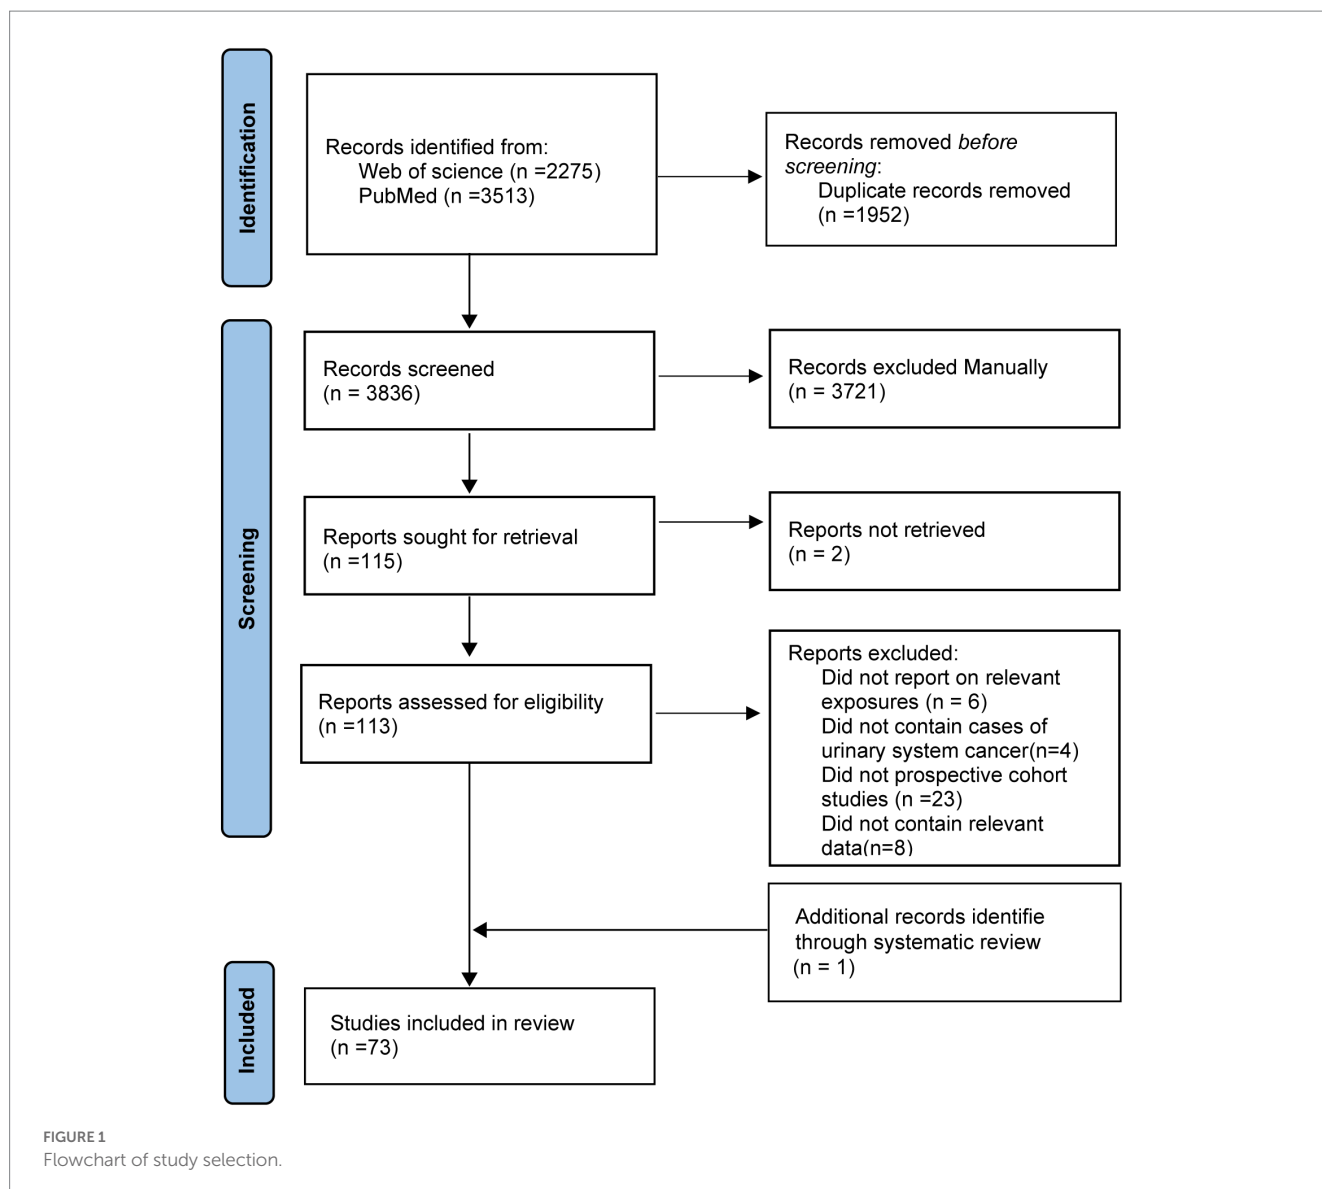 Identification
Records identified from:
Web of science (n =2275)
PubMed (n =3513)
Records removed before
screening:
Duplicate records removed
(n =1952)
Screening
Records screened
(n = 3836)
Records excluded Manually
(n = 3721)
Reports sought for retrieval
(n =115)
Reports not retrieved
(n = 2)
Reports assessed for eligibility
(n =113)
Reports excluded:
Did not report on relevant
exposures (n = 6)
Did not contain cases of
urinary system cancer(n=4)
Did not prospective cohort
studies (n =23)
Did not contain relevant
data(n=8)
Additional records identifie
through systematic review
(n = 1)
Included
Studies included in review
(n =73)
FIGURE 1
Flowchart of study selection.